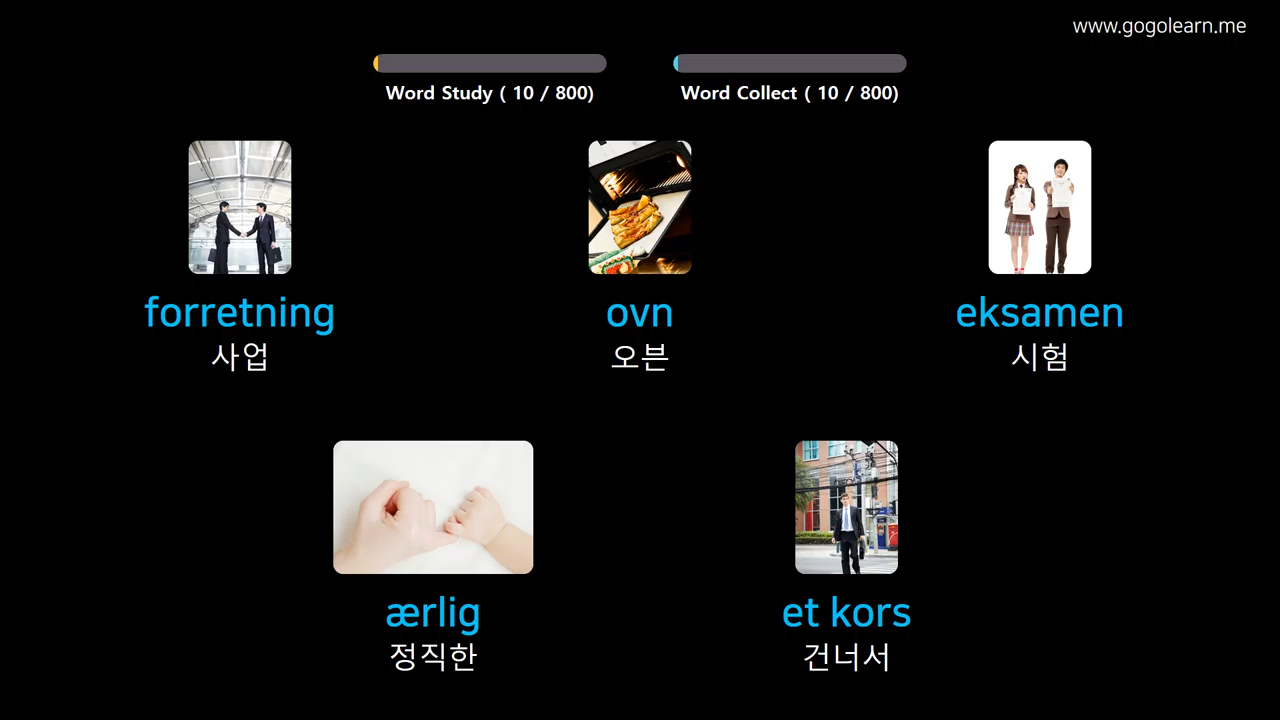 www.gogolearn.me
Word Study ( 10 / 800)
Word Collect ( 10 / 800)
forretning
사업
ovn
오븐
eksamen
시험
ærlig
정직한
et kors
건너서